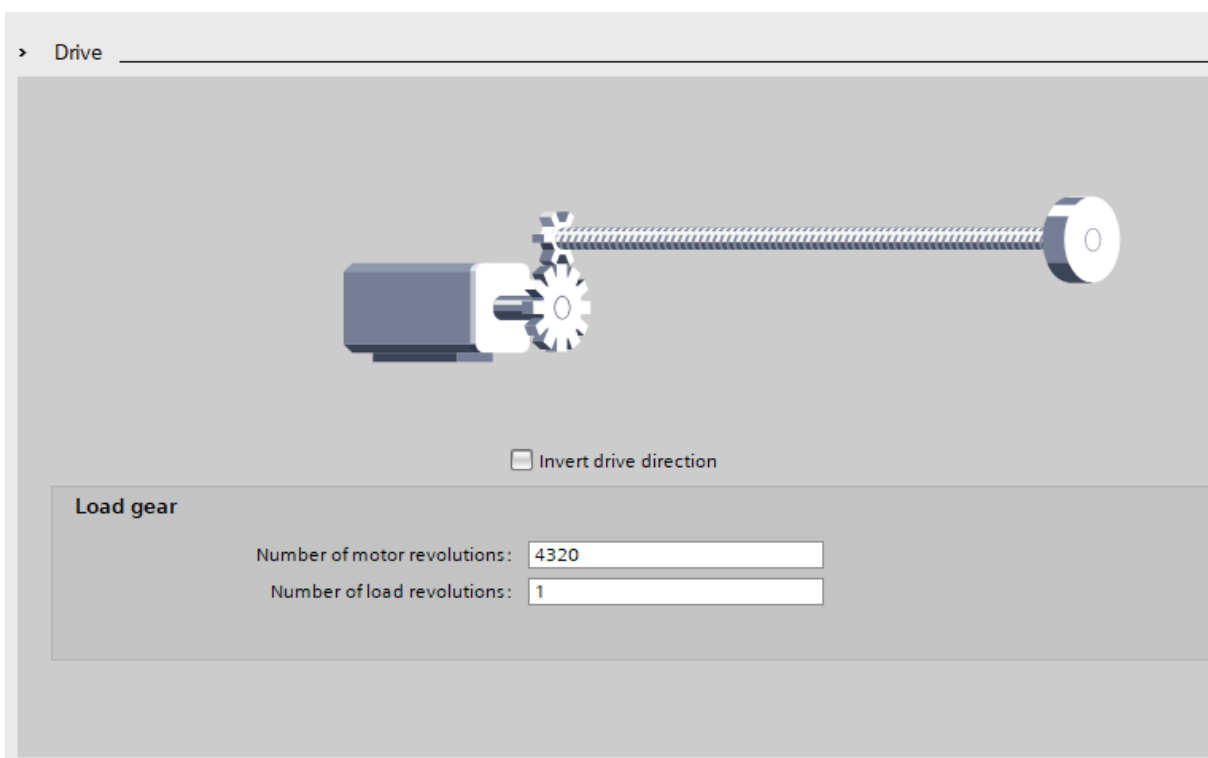 Drive
Invert drive direction
Load gear
Number of motor revolutions: 4320
Number of load revolutions: 1